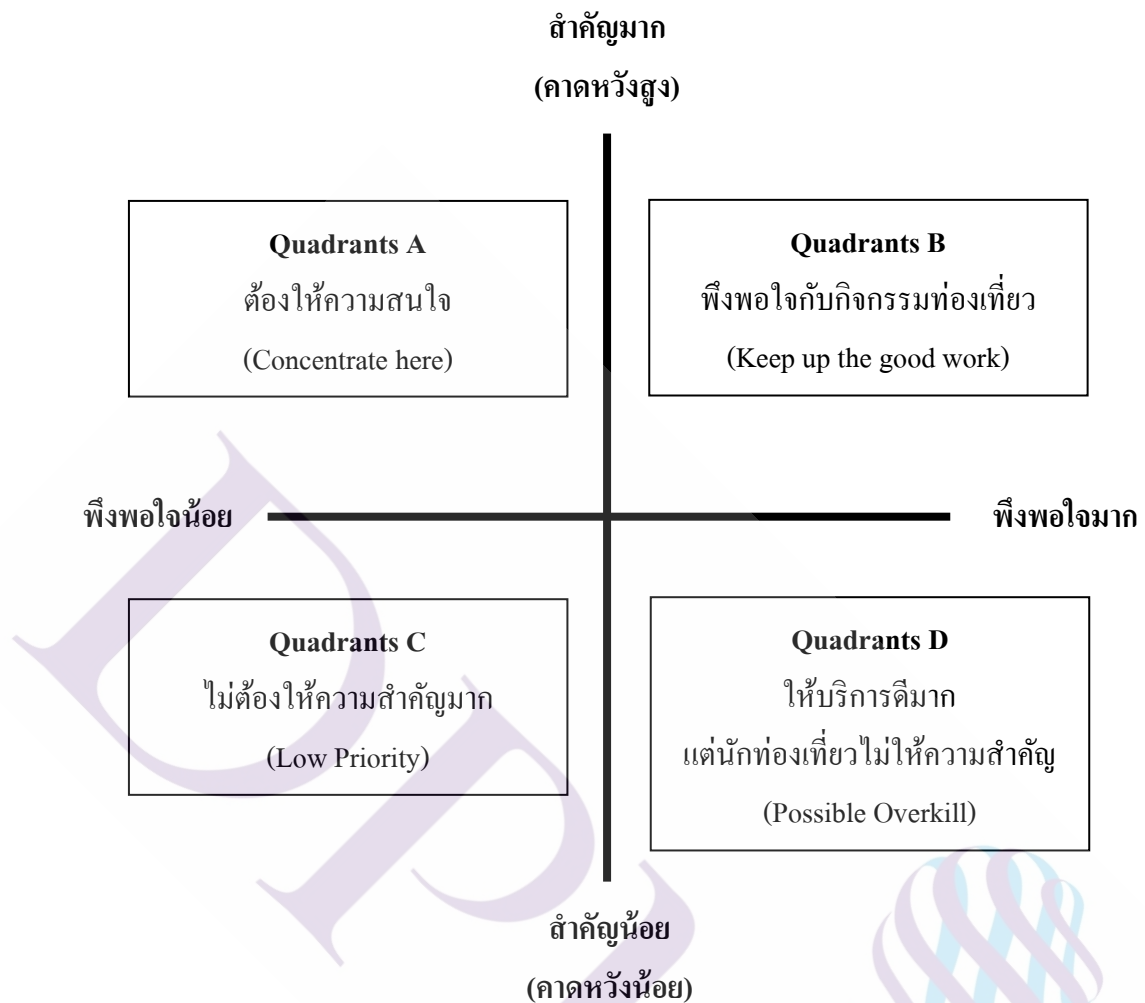 สำคัญมาก
(คาดหวังสูง)
Quadrants A
ต้องให้ความสนใจ
(Concentrate here)
Quadrants B
พึงพอใจกับกิจกรรมท่องเที่ยว
(Keep up the good work)
พึงพอใจน้อย
พึงพอใจมาก
Quadrants C
ไม่ต้องให้ความสำคัญมาก
(Low Priority)
Quadrants D
ให้บริการดีมาก
แต่นักท่องเที่ยวไม่ให้ความสำคัญ
(Possible Overkill)
สำคัญน้อย
(คาดหวังน้อย)